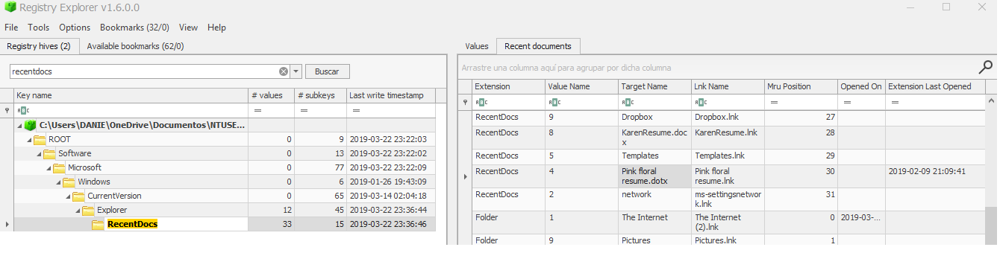 Registry Explorer v1.6.0.0
File Tools Options Bookmarks (32/0) View Help
Registry hives (2) Available bookmarks (62/0)
recentdocs Buscar
Key name # values # subkeys Last write timestamp
C:\Users\DANIE\OneDrive\Documentos\NTUSE...
ROOT 0 9 2019-03-22 23:22:03
Software 0 13 2019-03-22 23:22:02
Microsoft 0 77 2019-03-22 23:22:09
Windows 0 6 2019-01-26 19:43:09
CurrentVersion 0 65 2019-03-14 02:04:18
Explorer 12 45 2019-03-22 23:36:44
RecentDocs 33 15 2019-03-22 23:36:46
Values Recent documents
Arrastre una columna aquí para agrupar por dicha columna
Extension Value Name Target Name Lnk Name Mru Position Opened On Extension Last Opened
RecentDocs 9 Dropbox Dropbox.lnk 27
RecentDocs 8 KarenResume.doc KarenResume.lnk 28
x
RecentDocs 5 Templates Templates.lnk 29
RecentDocs 4 Pink floral Pink floral 30 2019-02-09 21:09:41
resume.dotx resume.lnk
RecentDocs 2 network ms-settingsnetwor 31
k.lnk
Folder 1 The Internet The Internet 0 2019-03-...
(2).lnk
Folder 9 Pictures Pictures.lnk 1